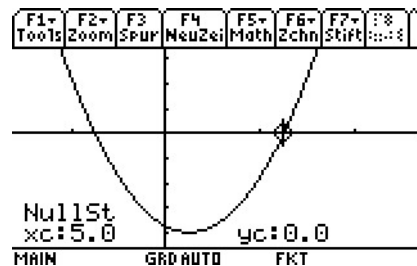 F1 F2 F3 F4 F5 F6 F7 F8
Tools Zoom Spur NeuZei Math Zchn Stift
NullSt
xc:5.0 yc:0.0
MAIN GRD AUTO FKT